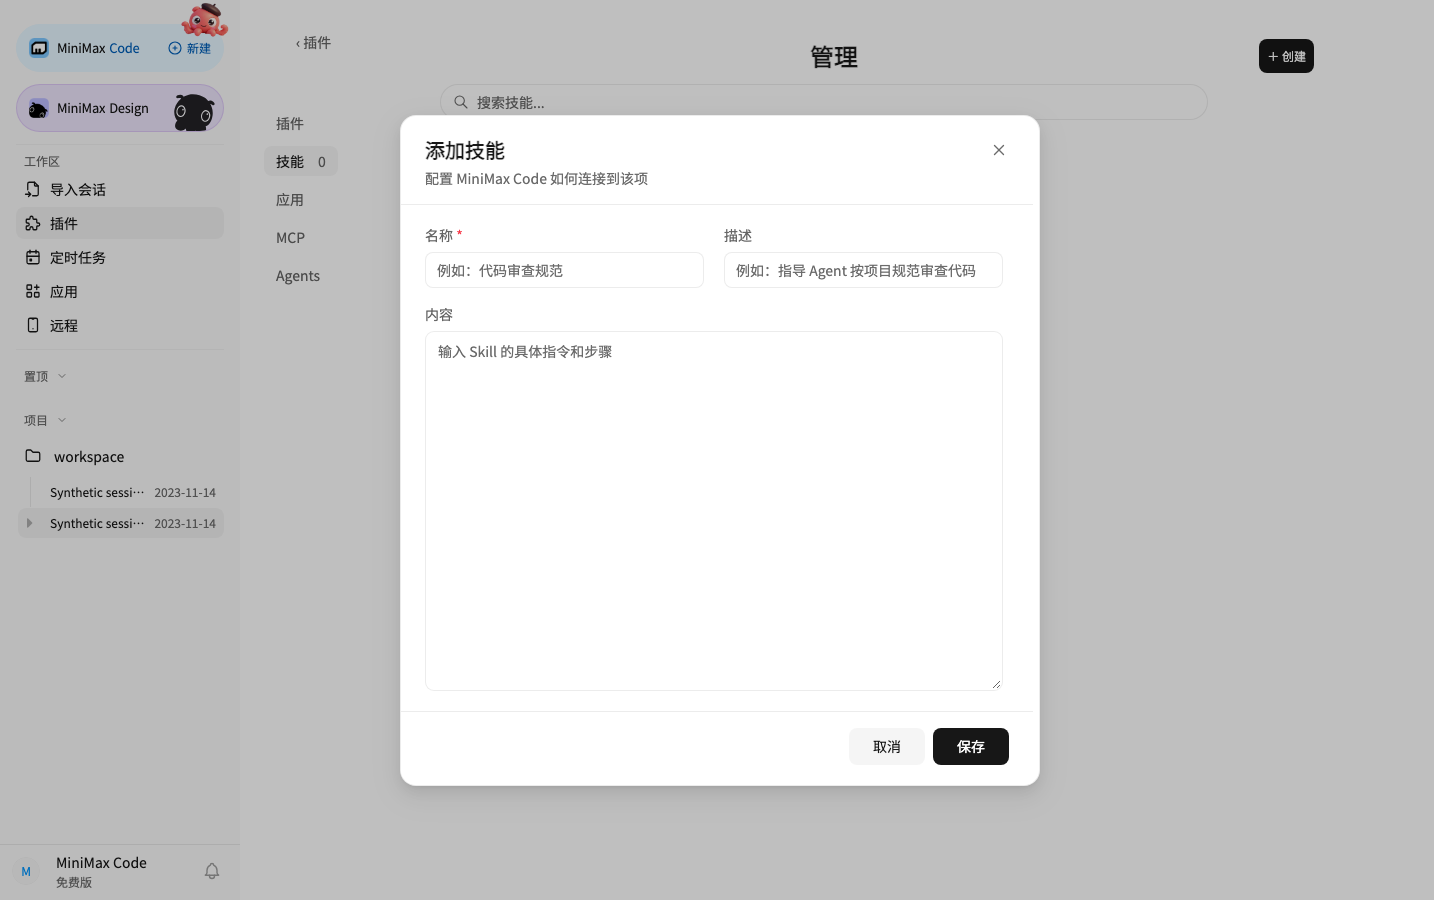 MiniMax Code
新建
MiniMax Design
工作区
导入会话
插件
定时任务
应用
远程
置顶
项目
workspace
Synthetic sessi··· 2023-11-14
Synthetic sessi··· 2023-11-14
M
MiniMax Code
免费版
‹ 插件
管理
+ 创建
搜索技能...
插件
技能 0
应用
MCP
Agents
添加技能
配置 MiniMax Code 如何连接到该项
名称 *
描述
例如：代码审查规范
例如：指导 Agent 按项目规范审查代码
内容
输入 Skill 的具体指令和步骤
取消
保存